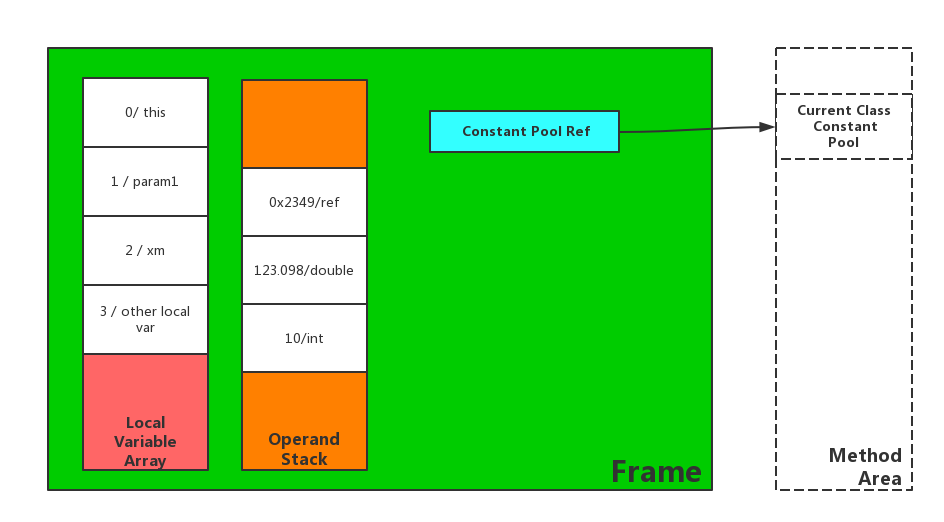 0/ this
1 / param1
2 / xm
3 / other local
var
Local
Variable
Array
0x2349/ref
123.098/double
10/int
Operand
Stack
Constant Pool Ref
Frame
Current Class
Constant
Pool
Method
Area